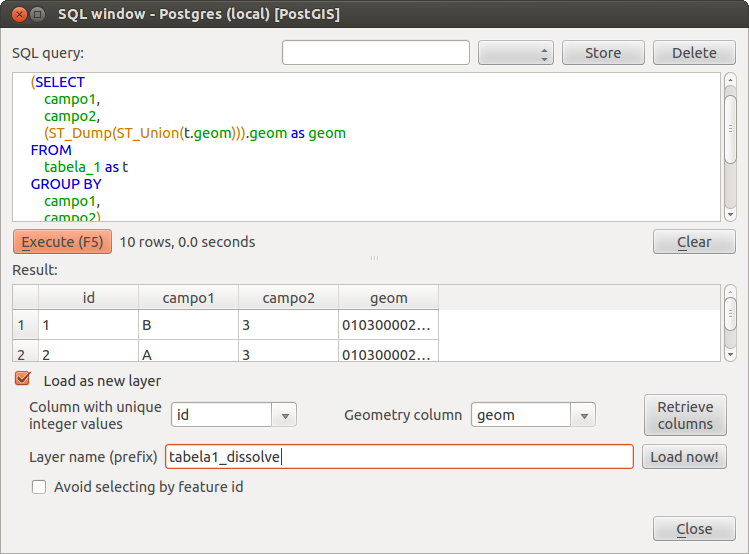 SQL window - Postgres (local) [PostGIS]
SQL query:
Store
Delete
(SELECT
campo1,
campo2,
(ST_Dump(ST_Union(t.geom))).geom as geom
FROM
tabela_1 as t
GROUP BY
campo1,
campo2)
Execute (F5)
10 rows, 0.0 seconds
Clear
Result:
id campo1 campo2 geom
1 1 B 3 010300002...
2 2 A 3 010300002...
Load as new layer
Column with unique
integer values
id
Geometry column
geom
Retrieve
columns
Layer name (prefix)
tabela1_dissolve
Load now!
Avoid selecting by feature id
Close